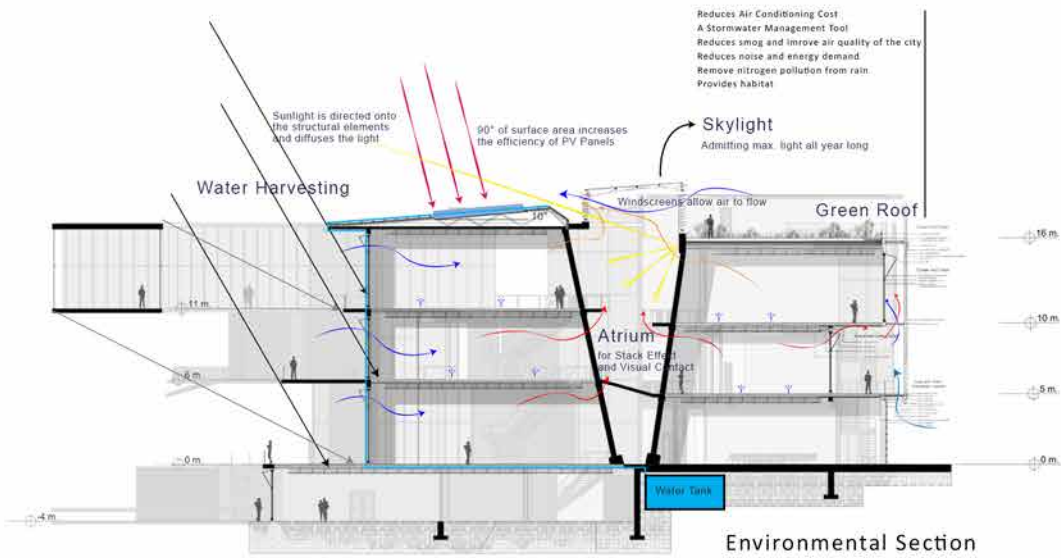 Reduces Air Conditioning Cost
A Stormwater Management Tool
Reduces smog and imrove air quality of the city
Reduces noise and energy demand
Remove nitrogen pollution from rain
Provides habitat
Sunlight is directed onto
the structural elements
and diffuses the light
90° of surface area increases
the efficiency of PV Panels
Skylight
Admitting max. light all year long
Water Harvesting
Windscreens allow air to flow
Green Roof
10°
16 m.
11 m.
10 m.
Atrium
for Stack Effect
and Visual Contact
6 m.
5 m.
0 m.
0 m.
Water Tank
-4 m.
Environmental Section